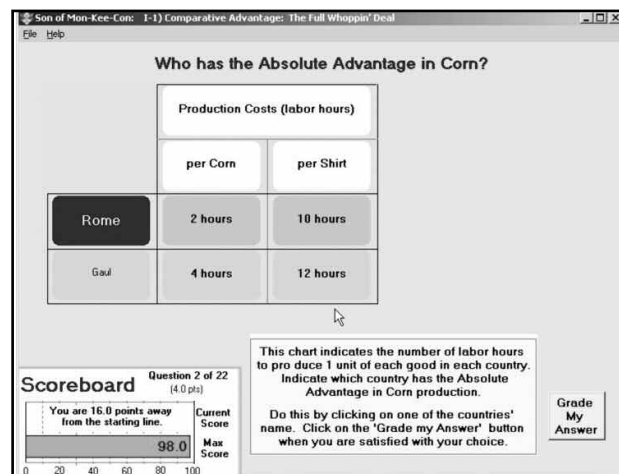 Son of Mon-Kee-Con: I-1) Comparative Advantage: The Full Whoppin' Deal
File Help
Who has the Absolute Advantage in Corn?
Production Costs (labor hours)
per Corn per Shirt
Rome 2 hours 10 hours
Gaul 4 hours 12 hours
This chart indicates the number of labor hours
to pro duce 1 unit of each good in each country.
Indicate which country has the Absolute
Advantage in Corn production.
Do this by clicking on one of the countries'
name. Click on the 'Grade my Answer' button
when you are satisfied with your choice.
Grade
My
Answer
Scoreboard
Question 2 of 22
(4.0 pts)
You are 16.0 points away
from the starting line.
Current
Score
98.0
Max
Score
0 20 40 60 80 100